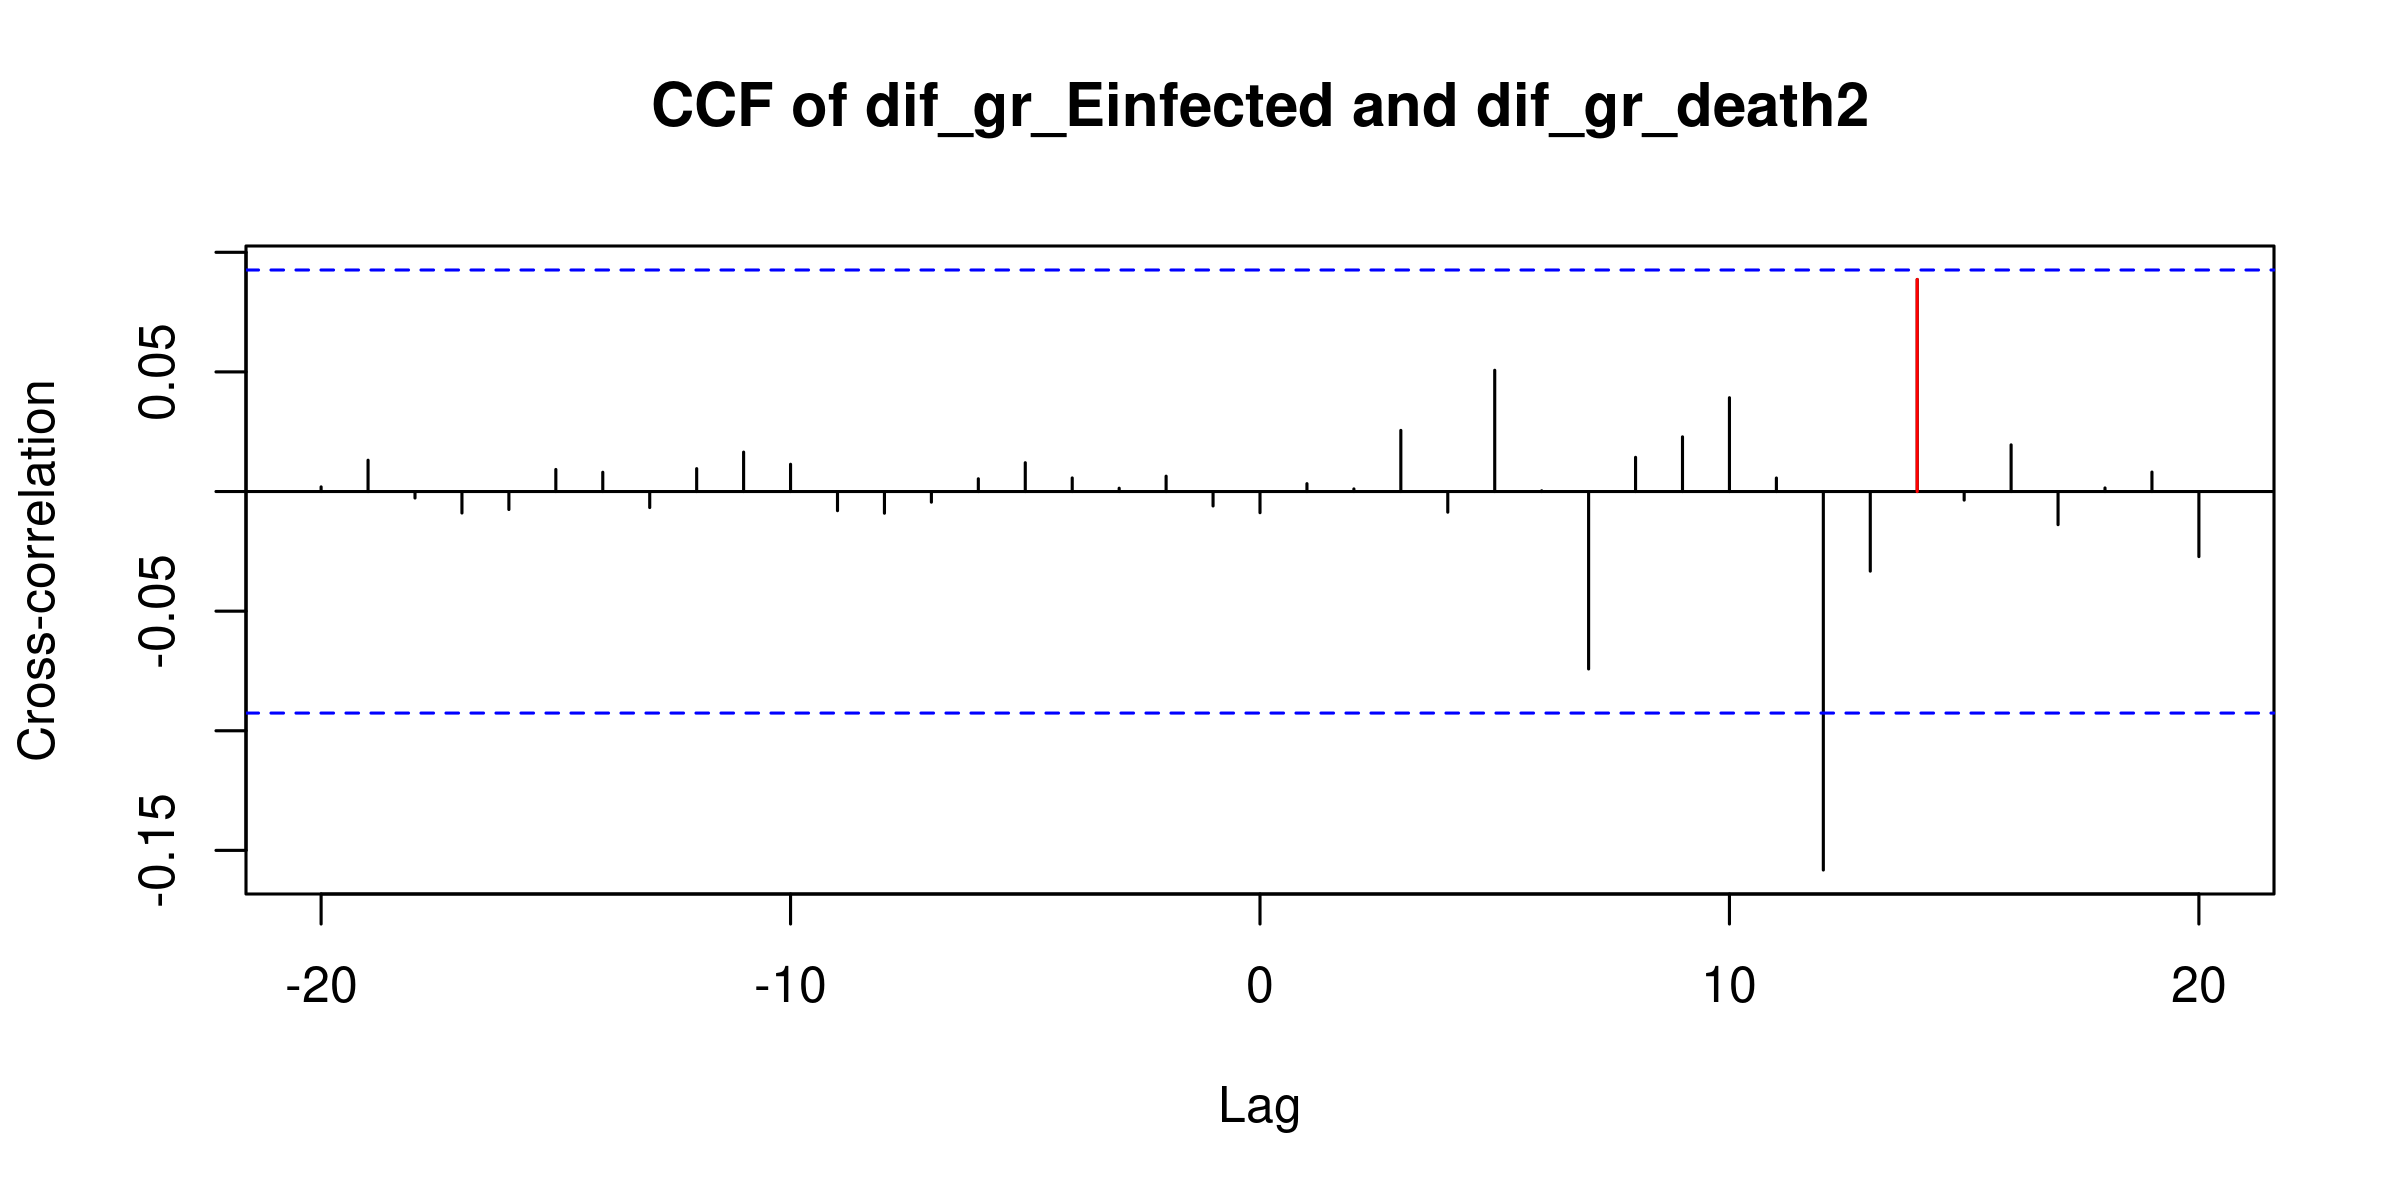 CCF of dif_gr_Einfected and dif_gr_death2
Cross-correlation
0.05
-0.05
-0.15
-20 -10 0 10 20
Lag